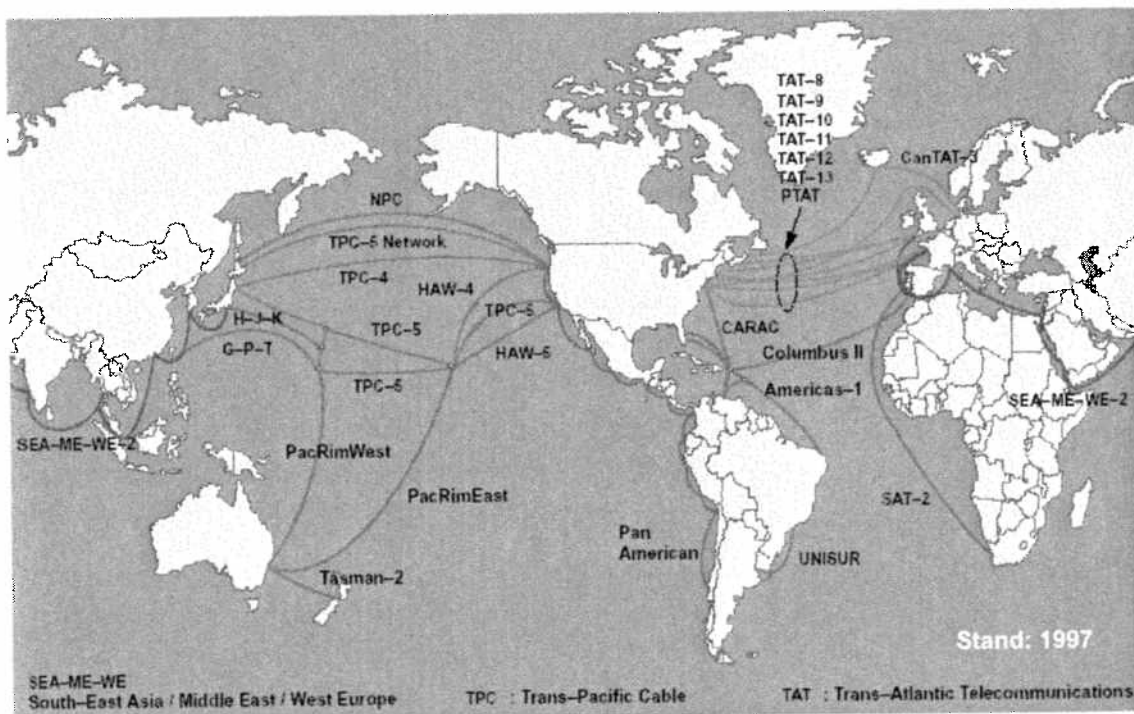 TAT–8
TAT–9
TAT–10
TAT–11
TAT–12
TAT–13
PTAT
CanTAT–3
NPC
TPC–5 Network
TPC–4
HAW–4
H–J–K
TPC–5
TPC–5
G–P–T
HAW–5
TPC–5
CARAC
Columbus II
Americas–1
SEA–ME–WE–2
SEA–ME–WE–2
PacRimWest
PacRimEast
SAT–2
Pan
American
UNISUR
Tasman–2
Stand: 1997
SEA–ME–WE
South–East Asia / Middle East / West Europe
TPC : Trans–Pacific Cable
TAT : Trans–Atlantic Telecommunications